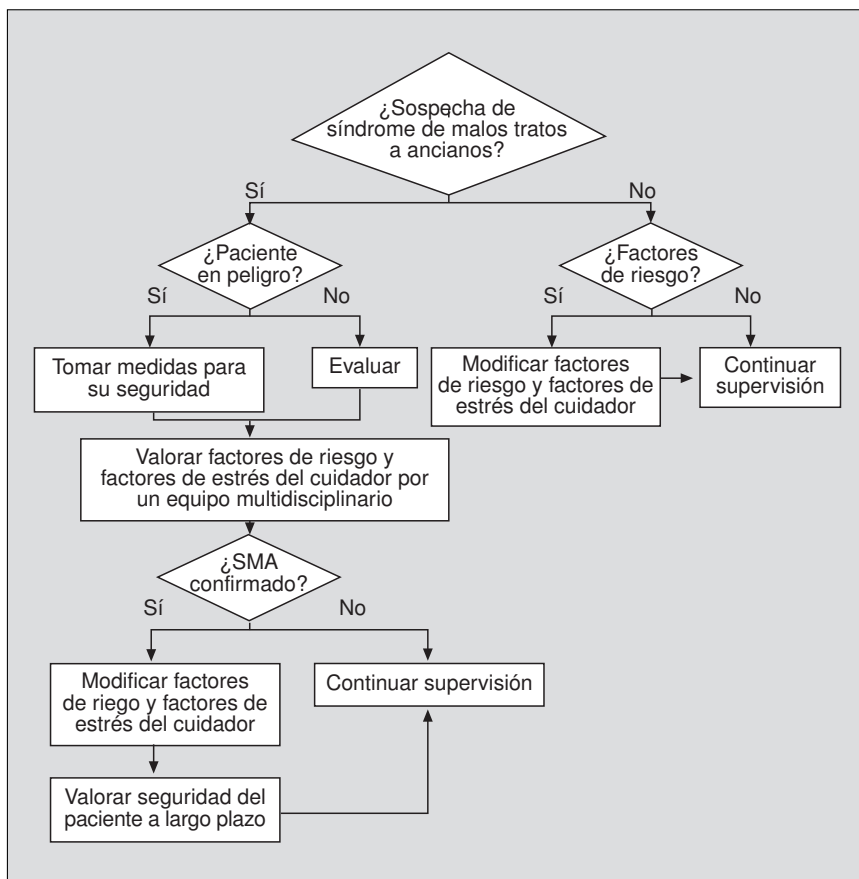 ¿Sospecha de
síndrome de malos tratos
a ancianos?
Sí
No
¿Paciente
en peligro?
¿Factores
de riesgo?
Sí
No
Sí
No
Tomar medidas para
su seguridad
Evaluar
Modificar factores
de riesgo y factores de
estrés del cuidador
Continuar
supervisión
Valorar factores de riesgo y
factores de estrés del cuidador por
un equipo multidisciplinario
¿SMA
confirmado?
Sí
No
Modificar factores
de riego y factores de
estrés del cuidador
Continuar supervisión
Valorar seguridad del
paciente a largo plazo